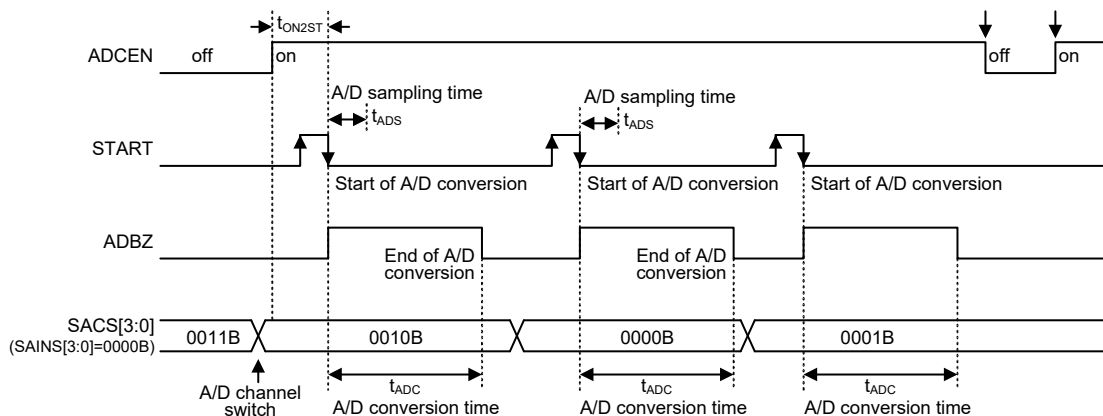 tON2ST
ADCEN
off
on
off
on
A/D sampling time
tADS
A/D sampling time
tADS
START
Start of A/D conversion
Start of A/D conversion
Start of A/D conversion
ADBZ
End of A/D
conversion
End of A/D
conversion
SACS[3:0]
(SAINS[3:0]=0000B)
0011B
0010B
0000B
0001B
A/D channel
switch
tADC
A/D conversion time
tADC
A/D conversion time
tADC
A/D conversion time